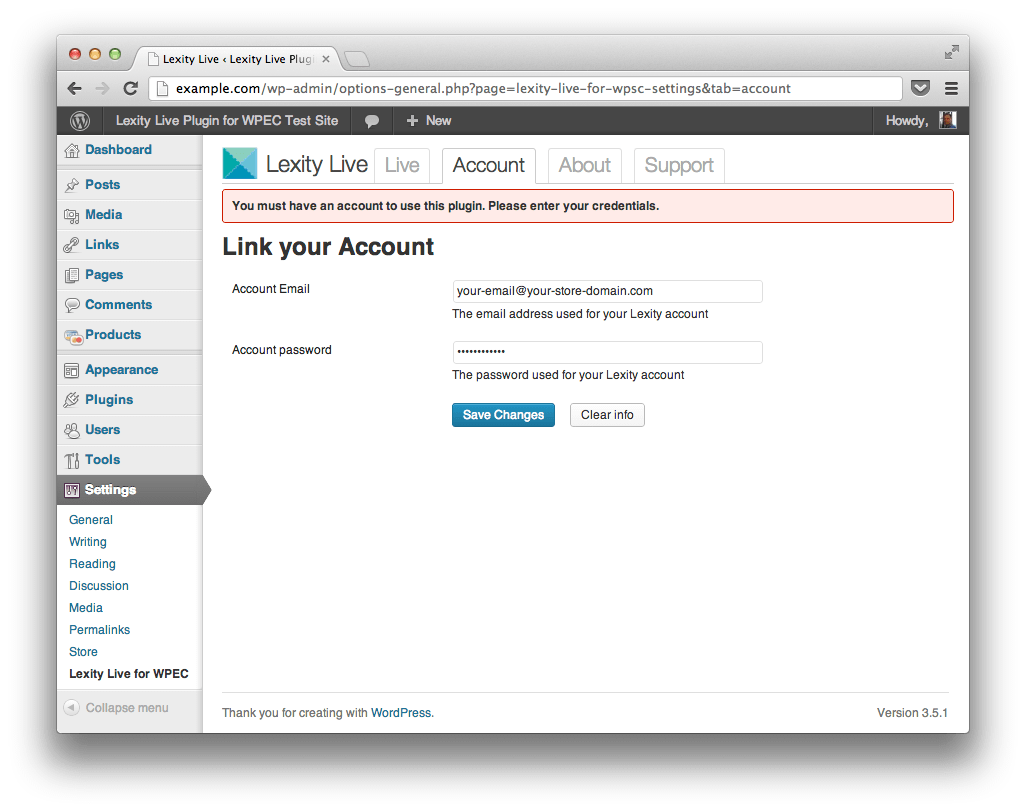 Lexity Live ‹ Lexity Live Plugi
example.com/wp-admin/options-general.php?page=lexity-live-for-wpsc-settings&tab=account
Lexity Live Plugin for WPEC Test Site
New
Howdy,
Dashboard
Posts
Media
Links
Pages
Comments
Products
Appearance
Plugins
Users
Tools
Settings
General
Writing
Reading
Discussion
Media
Permalinks
Store
Lexity Live for WPEC
Collapse menu
Lexity Live
Live
Account
About
Support
You must have an account to use this plugin. Please enter your credentials.
Link your Account
Account Email
your-email@your-store-domain.com
The email address used for your Lexity account
Account password
••••••••••••
The password used for your Lexity account
Save Changes
Clear info
Thank you for creating with WordPress.
Version 3.5.1